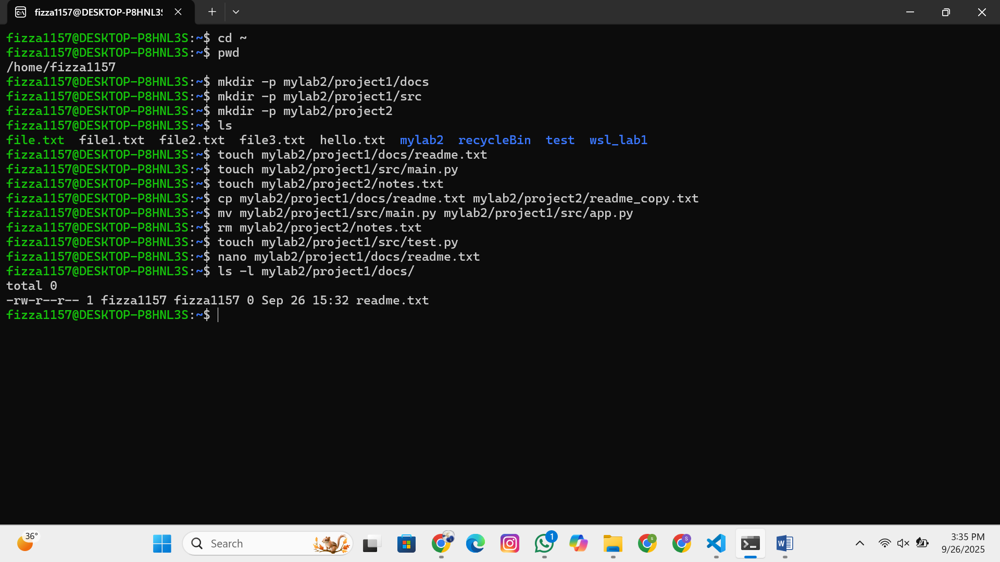 fizza1157@DESKTOP-P8HNL3S
fizza1157@DESKTOP-P8HNL3S:~$ cd ~
fizza1157@DESKTOP-P8HNL3S:~$ pwd
/home/fizza1157
fizza1157@DESKTOP-P8HNL3S:~$ mkdir -p mylab2/project1/docs
fizza1157@DESKTOP-P8HNL3S:~$ mkdir -p mylab2/project1/src
fizza1157@DESKTOP-P8HNL3S:~$ mkdir -p mylab2/project2
fizza1157@DESKTOP-P8HNL3S:~$ ls
file.txt  file1.txt  file2.txt  file3.txt  hello.txt  mylab2  recycleBin  test  wsl_lab1
fizza1157@DESKTOP-P8HNL3S:~$ touch mylab2/project1/docs/readme.txt
fizza1157@DESKTOP-P8HNL3S:~$ touch mylab2/project1/src/main.py
fizza1157@DESKTOP-P8HNL3S:~$ touch mylab2/project2/notes.txt
fizza1157@DESKTOP-P8HNL3S:~$ cp mylab2/project1/docs/readme.txt mylab2/project2/readme_copy.txt
fizza1157@DESKTOP-P8HNL3S:~$ mv mylab2/project1/src/main.py mylab2/project1/src/app.py
fizza1157@DESKTOP-P8HNL3S:~$ rm mylab2/project2/notes.txt
fizza1157@DESKTOP-P8HNL3S:~$ touch mylab2/project1/src/test.py
fizza1157@DESKTOP-P8HNL3S:~$ nano mylab2/project1/docs/readme.txt
fizza1157@DESKTOP-P8HNL3S:~$ ls -l mylab2/project1/docs/
total 0
-rw-r--r-- 1 fizza1157 fizza1157 0 Sep 26 15:32 readme.txt
fizza1157@DESKTOP-P8HNL3S:~$
36°
Search
1
3:35 PM
9/26/2025